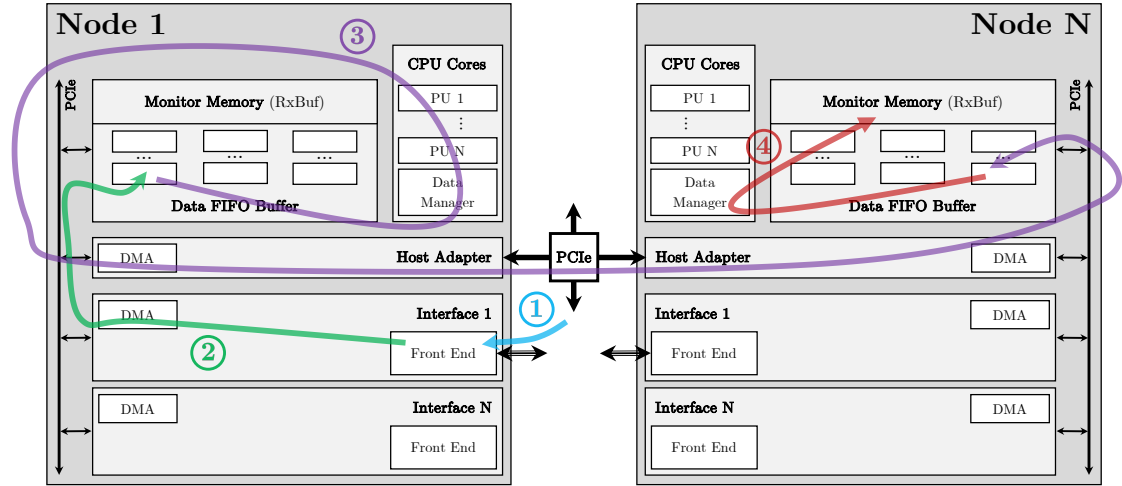 Node 1
3
CPU Cores
PCIe
Monitor Memory (RxBuf)
PU 1
⋮
...
...
...
PU N
Data
Manager
Data FIFO Buffer
DMA
Host Adapter
DMA
Interface 1
2
Front End
1
DMA
Interface N
Front End
PCIe
Node N
CPU Cores
PU 1
⋮
PU N
Data
Manager
4
Monitor Memory (RxBuf)
PCIe
...
...
...
Data FIFO Buffer
Host Adapter
DMA
Interface 1
DMA
Front End
Interface N
DMA
Front End